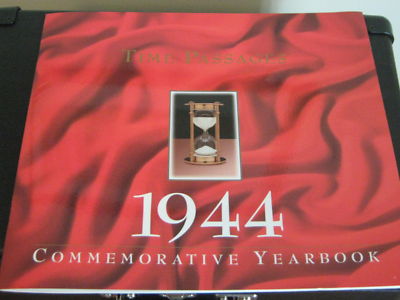 TIME PASSAGES
1944
COMMEMORATIVE YEARBOOK